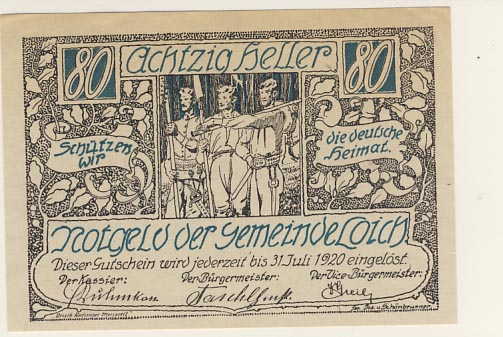 80 Achtzig Heller 80
Schützen wir
die deutsche Heimat.
Notgeld der Gemeinde Loich.
Dieser Gutschein wird jederzeit bis 31 Juli 1920 eingelöst.
Der Kassier: Der Bürgermeister: Der Vice-Bürgermeister:
Druck